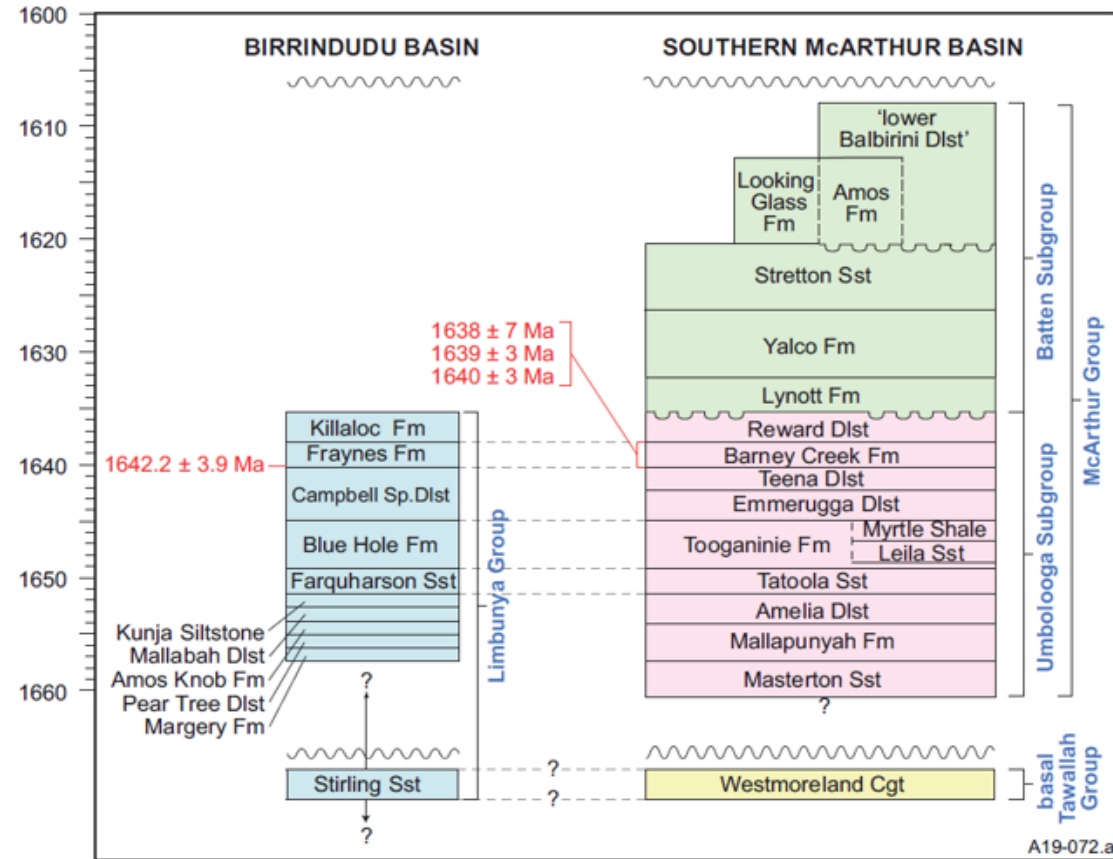 1600
1610
1620
1630
1640
1650
1660
BIRRINDUDU BASIN
SOUTHERN McARTHUR BASIN
'lower
Balbirini Dlst'
Looking
Glass
Fm
Amos
Fm
Stretton Sst
Yalco Fm
Lynott Fm
Batten Subgroup
McArthur Group
1638 ± 7 Ma
1639 ± 3 Ma
1640 ± 3 Ma
1642.2 ± 3.9 Ma
Killaloc Fm
Fraynes Fm
Campbell Sp.Dlst
Blue Hole Fm
Farquharson Sst
Kunja Siltstone
Mallabah Dlst
Amos Knob Fm
Pear Tree Dlst
Margery Fm
?
Stirling Sst
?
Limbunya Group
?
?
Reward Dlst
Barney Creek Fm
Teena Dlst
Emmerugga Dlst
Tooganinie Fm
Myrtle Shale
Leila Sst
Tatoola Sst
Amelia Dlst
Mallapunyah Fm
Masterton Sst
?
Umbolooga Subgroup
Westmoreland Cgt
basal
Tawallah
Group
A19-072.a